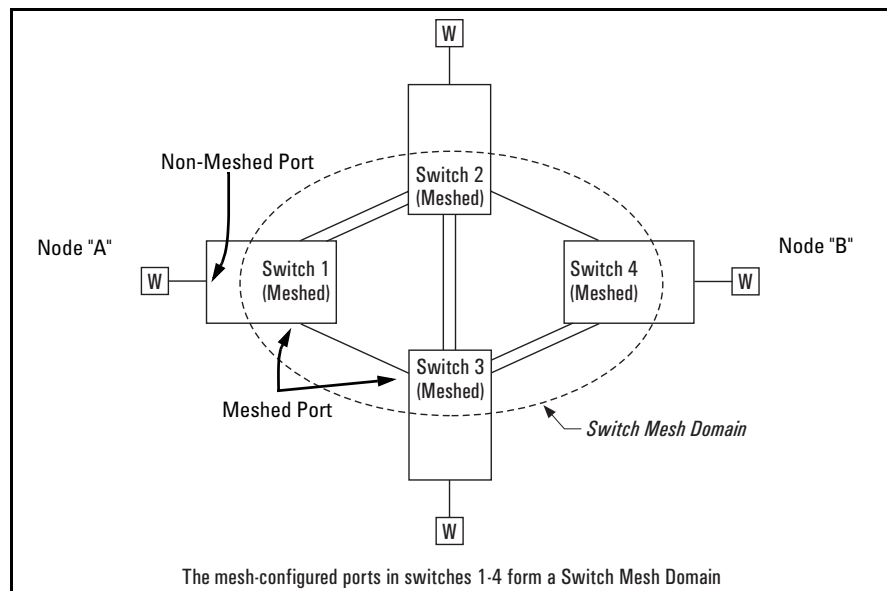 W
Non-Meshed Port
Switch 2
(Meshed)
Node "A"
Node "B"
Switch 1
(Meshed)
Switch 4
(Meshed)
W
W
Switch 3
(Meshed)
Meshed Port
Switch Mesh Domain
W
The mesh-configured ports in switches 1-4 form a Switch Mesh Domain